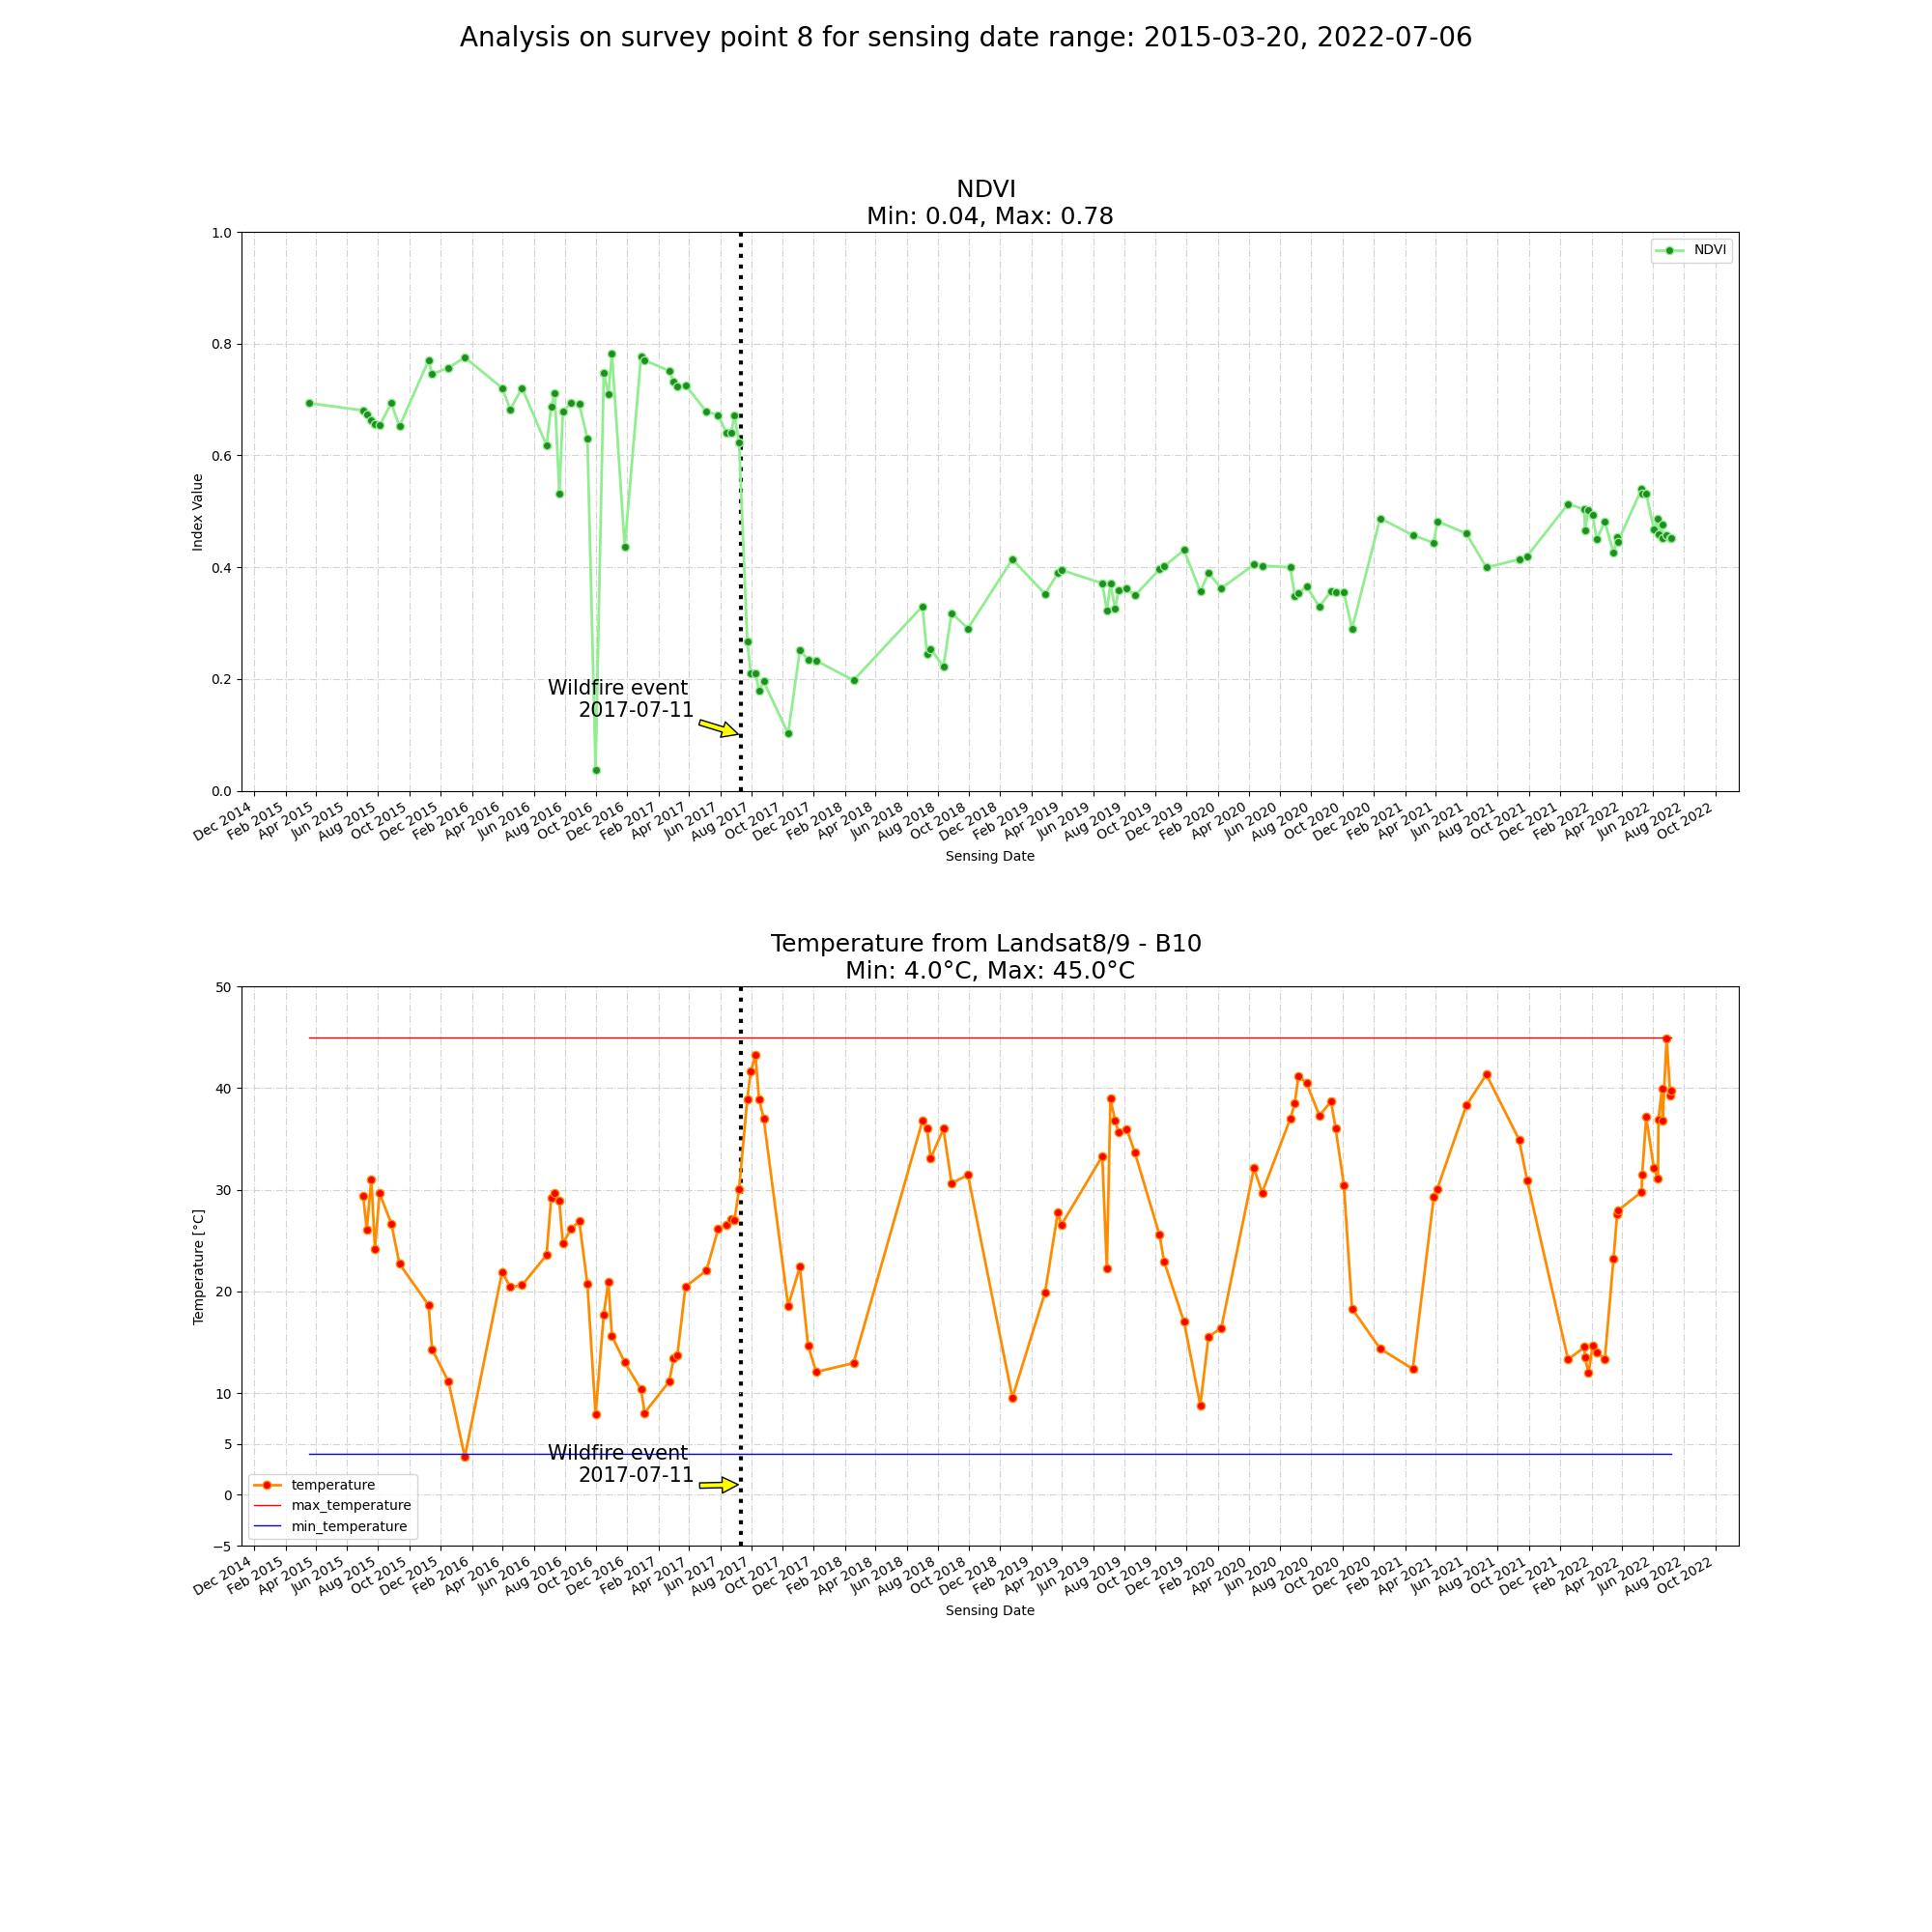 Analysis on survey point 8 for sensing date range: 2015-03-20, 2022-07-06
NDVI
Min: 0.04, Max: 0.78
1.0
0.8
0.6
0.4
0.2
0.0
Index Value
NDVI
Wildfire event
2017-07-11
Dec 2014 Feb 2015 Apr 2015 Jun 2015 Aug 2015 Oct 2015 Dec 2015 Feb 2016 Apr 2016 Jun 2016 Aug 2016 Oct 2016 Dec 2016 Feb 2017 Apr 2017 Jun 2017 Aug 2017 Oct 2017 Dec 2017 Feb 2018 Apr 2018 Jun 2018 Aug 2018 Oct 2018 Dec 2018 Feb 2019 Apr 2019 Jun 2019 Aug 2019 Oct 2019 Dec 2019 Feb 2020 Apr 2020 Jun 2020 Aug 2020 Oct 2020 Dec 2020 Feb 2021 Apr 2021 Jun 2021 Aug 2021 Oct 2021 Dec 2021 Feb 2022 Apr 2022 Jun 2022 Aug 2022 Oct 2022
Sensing Date
Temperature from Landsat8/9 - B10
Min: 4.0°C, Max: 45.0°C
50
40
30
20
10
5
0
−5
Temperature [°C]
Wildfire event
2017-07-11
temperature
max_temperature
min_temperature
Dec 2014 Feb 2015 Apr 2015 Jun 2015 Aug 2015 Oct 2015 Dec 2015 Feb 2016 Apr 2016 Jun 2016 Aug 2016 Oct 2016 Dec 2016 Feb 2017 Apr 2017 Jun 2017 Aug 2017 Oct 2017 Dec 2017 Feb 2018 Apr 2018 Jun 2018 Aug 2018 Oct 2018 Dec 2018 Feb 2019 Apr 2019 Jun 2019 Aug 2019 Oct 2019 Dec 2019 Feb 2020 Apr 2020 Jun 2020 Aug 2020 Oct 2020 Dec 2020 Feb 2021 Apr 2021 Jun 2021 Aug 2021 Oct 2021 Dec 2021 Feb 2022 Apr 2022 Jun 2022 Aug 2022 Oct 2022
Sensing Date